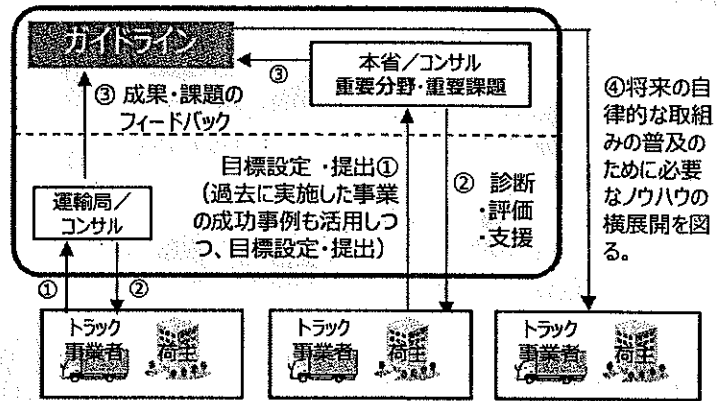 ガイドライン
③
本省／コンサル
重要分野・重要課題
③ 成果・課題の
フィードバック
④将来の自
律的な取組
みの普及の
ために必要
なノウハウの
横展開を図
る。
目標設定・提出①
（過去に実施した事業
の成功事例も活用しつ
つ、目標設定・提出）
② 診断
・評価
・支援
運輸局／
コンサル
①
②
トラック
事業者
荷主
トラック
事業者
荷主
トラック
事業者
荷主